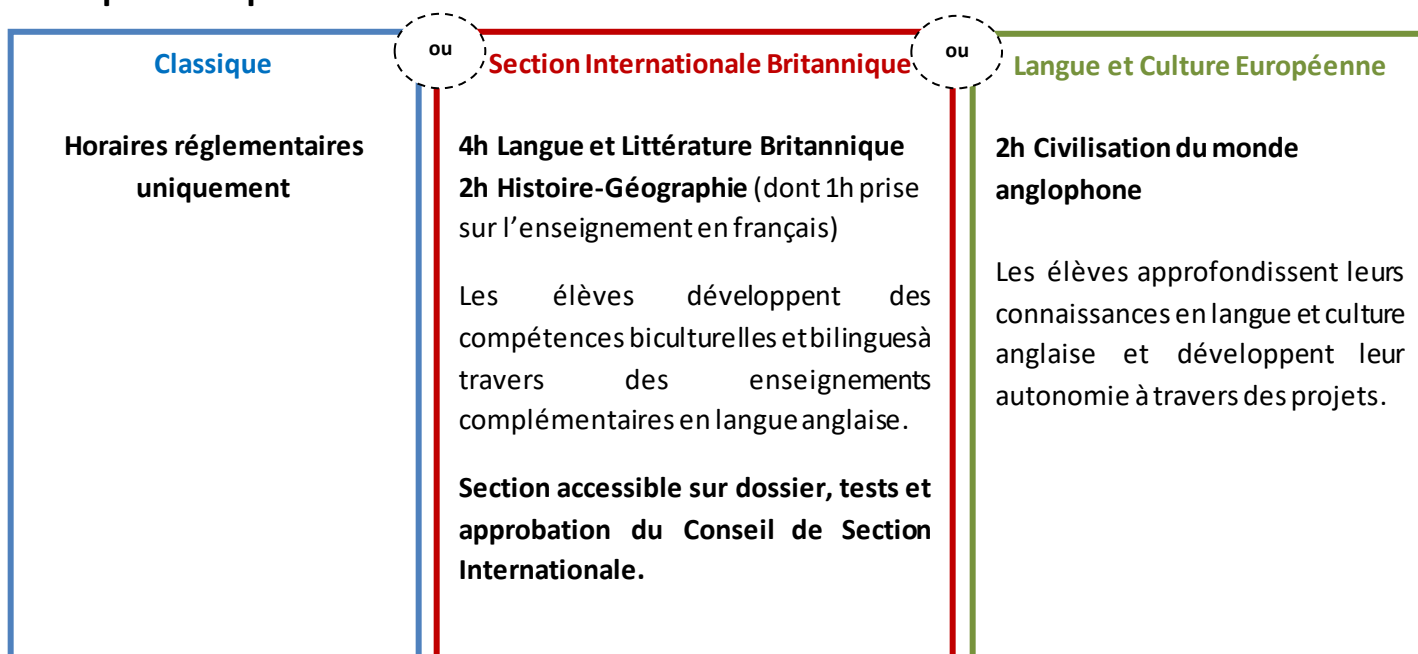 Classique
Horaires réglementaires
uniquement
ou
Section Internationale Britannique
4h Langue et Littérature Britannique
2h Histoire-Géographie (dont 1h prise
sur l'enseignement en français)
Les élèves développent des
compétences biculturelles et bilingues à
travers des enseignements
complémentaires en langue anglaise.
Section accessible sur dossier, tests et
approbation du Conseil de Section
Internationale.
ou
Langue et Culture Européenne
2h Civilisation du monde
anglophone
Les élèves approfondissent leurs
connaissances en langue et culture
anglaise et développent leur
autonomie à travers des projets.